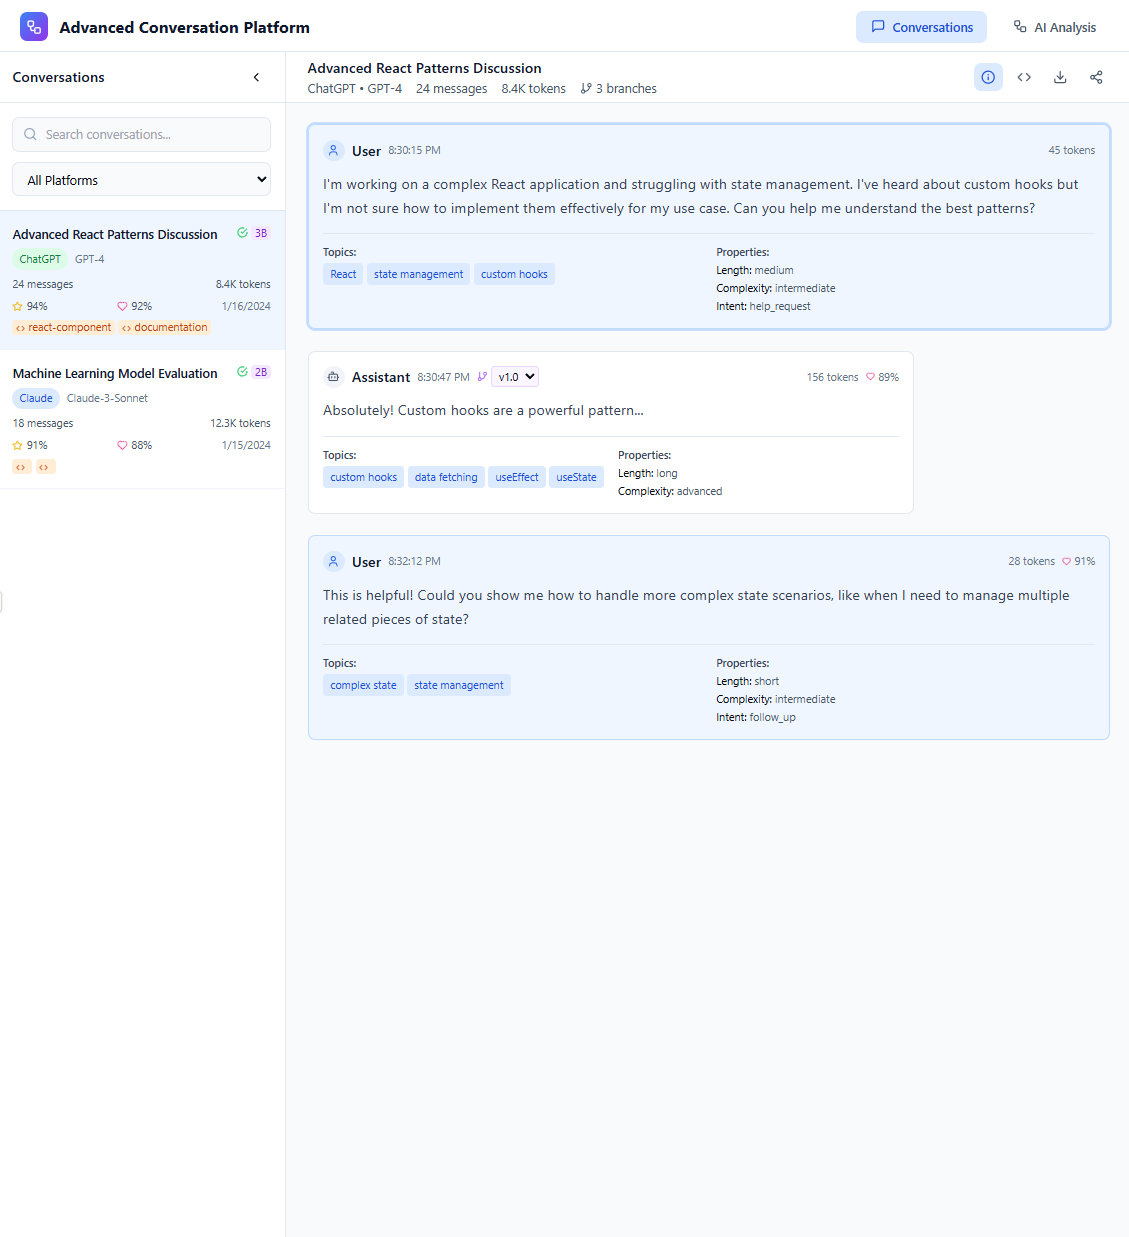 Advanced Conversation Platform
Conversations
AI Analysis
Conversations
Search conversations...
All Platforms
Advanced React Patterns Discussion 3B
ChatGPT GPT-4
24 messages 8.4K tokens
94% 92% 1/16/2024
react-component documentation
Machine Learning Model Evaluation 2B
Claude Claude-3-Sonnet
18 messages 12.3K tokens
91% 88% 1/15/2024
Advanced React Patterns Discussion
ChatGPT • GPT-4 24 messages 8.4K tokens 3 branches
User 8:30:15 PM 45 tokens
I'm working on a complex React application and struggling with state management. I've heard about custom hooks but
I'm not sure how to implement them effectively for my use case. Can you help me understand the best patterns?
Topics:
React state management custom hooks
Properties:
Length: medium
Complexity: intermediate
Intent: help_request
Assistant 8:30:47 PM v1.0 156 tokens 89%
Absolutely! Custom hooks are a powerful pattern...
Topics:
custom hooks data fetching useEffect useState
Properties:
Length: long
Complexity: advanced
User 8:32:12 PM 28 tokens 91%
This is helpful! Could you show me how to handle more complex state scenarios, like when I need to manage multiple
related pieces of state?
Topics:
complex state state management
Properties:
Length: short
Complexity: intermediate
Intent: follow_up